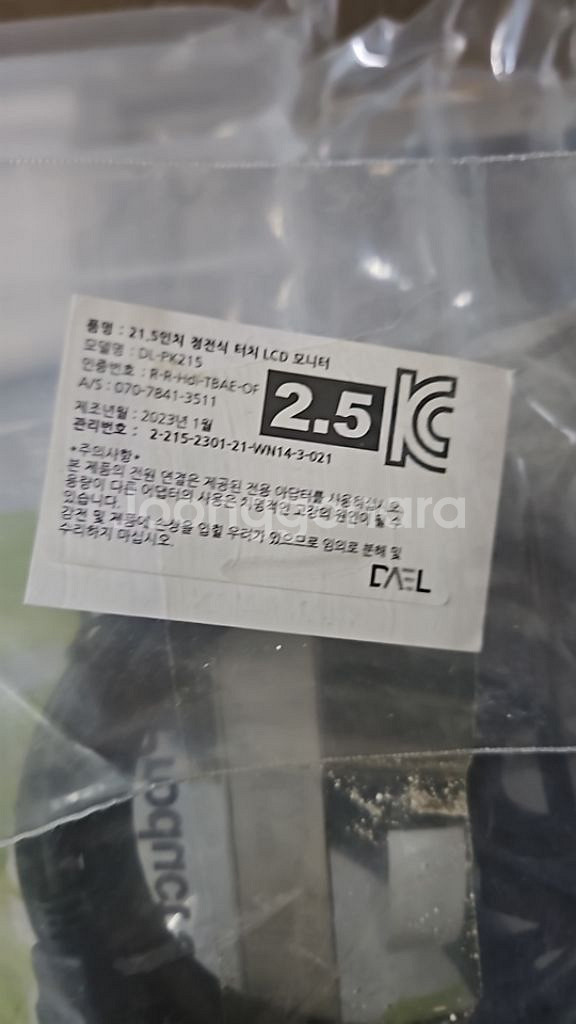 품명 : 21.5인치 정전식 터치 LCD 모니터
모델명 : DL-PK215
인증번호 : R-R-Hdl-TBAE-OF
A/S : 070-7841-3511
2.5
제조년월 : 2023년 1월
관리번호 : 2-215-2301-21-WN14-3-021
*주의사항*
본 제품의 전원 연결은 제공된 전용 아답터를 사용하십시오.
용량이 다른 어댑터의 사용은 치명적인 고장의 원인이 될 수
있습니다.
감전 및 제품에 손상을 입힐 우려가 있으므로 임의로 분해 및
수리하지 마십시오.
DAEL
Product